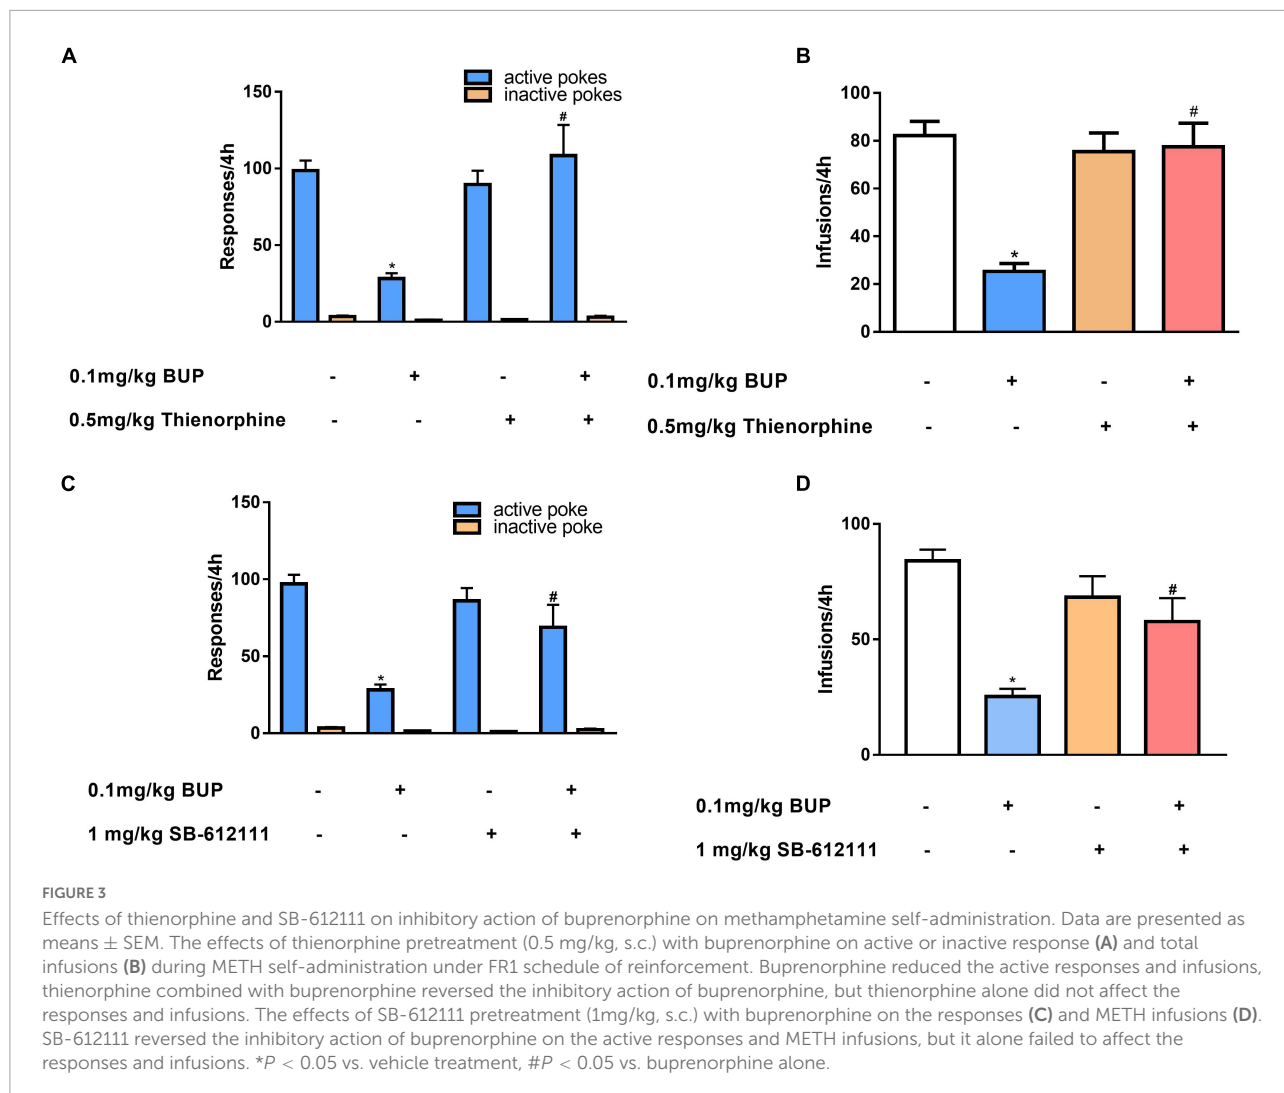 A
active pokes
inactive pokes
150
100
50
0
Responses/4h
*
#
0.1mg/kg BUP - + - +
0.5mg/kg Thienorphine - - + +
B
100
80
60
40
20
0
Infusions/4h
*
#
0.1mg/kg BUP - + - +
0.5mg/kg Thienorphine - - + +
C
active poke
inactive poke
150
100
50
0
Responses/4h
*
#
0.1mg/kg BUP - + - +
1 mg/kg SB-612111 - - + +
D
100
50
0
Infusions/4h
*
#
0.1mg/kg BUP - + - +
1 mg/kg SB-612111 - - + +
FIGURE 3
Effects of thienorphine and SB-612111 on inhibitory action of buprenorphine on methamphetamine self-administration. Data are presented as
means ± SEM. The effects of thienorphine pretreatment (0.5 mg/kg, s.c.) with buprenorphine on active or inactive response (A) and total
infusions (B) during METH self-administration under FR1 schedule of reinforcement. Buprenorphine reduced the active responses and infusions,
thienorphine combined with buprenorphine reversed the inhibitory action of buprenorphine, but thienorphine alone did not affect the
responses and infusions. The effects of SB-612111 pretreatment (1mg/kg, s.c.) with buprenorphine on the responses (C) and METH infusions (D).
SB-612111 reversed the inhibitory action of buprenorphine on the active responses and METH infusions, but it alone failed to affect the
responses and infusions. *P < 0.05 vs. vehicle treatment, #P < 0.05 vs. buprenorphine alone.